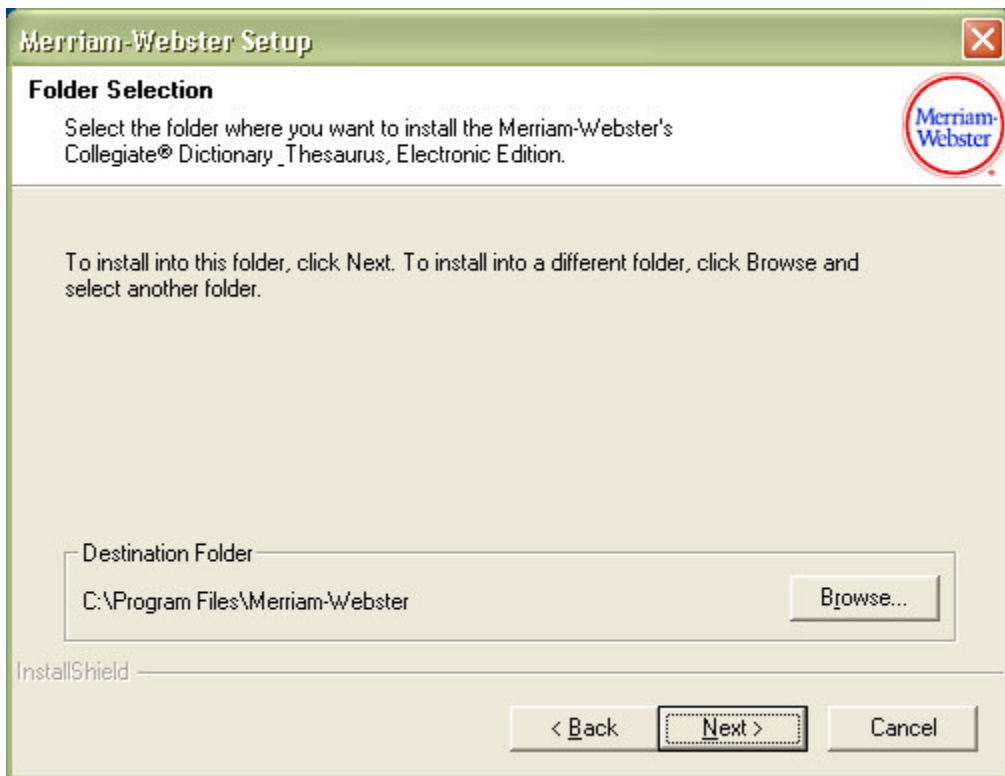 Merriam-Webster Setup
Folder Selection
Select the folder where you want to install the Merriam-Webster's
Collegiate® Dictionary _Thesaurus, Electronic Edition.
Merriam-
Webster
To install into this folder, click Next. To install into a different folder, click Browse and
select another folder.
Destination Folder
C:\Program Files\Merriam-Webster
Browse...
InstallShield
< Back
Next >
Cancel